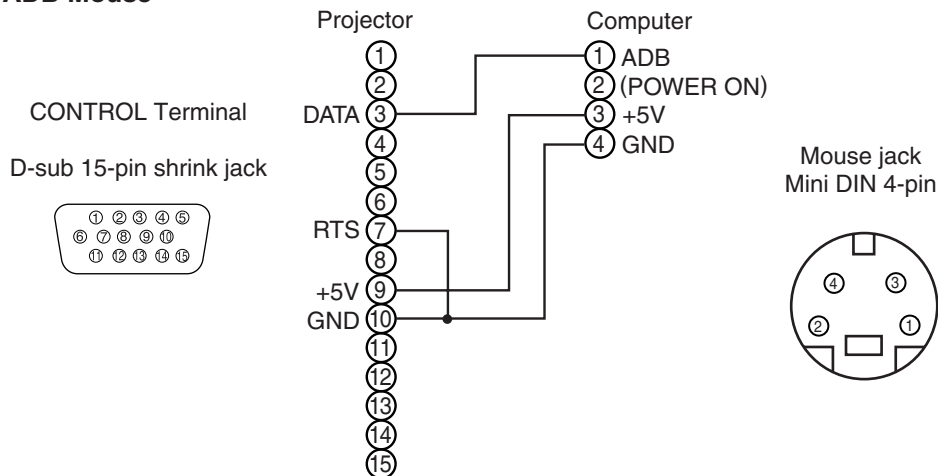 ADB Mouse
Projector
Computer
CONTROL Terminal
D-sub 15-pin shrink jack
1 2 3 4 5
6 7 8 9 10
11 12 13 14 15
1
2
DATA 3
4
5
6
RTS 7
8
+5V 9
GND 10
11
12
13
14
15
1 ADB
2 (POWER ON)
3 +5V
4 GND
Mouse jack
Mini DIN 4-pin
4 3
2 1